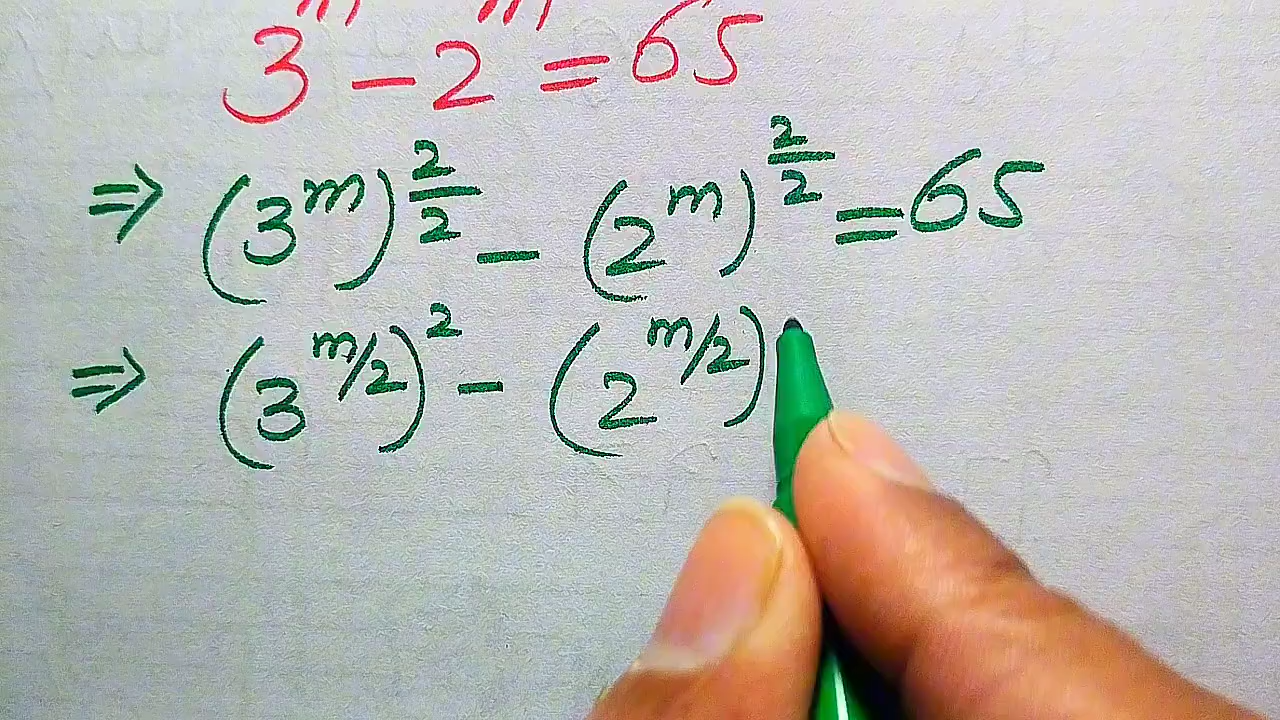 3^m - 2^m = 65
⇒ (3^m)^(2/2) - (2^m)^(2/2) = 65
⇒ (3^(m/2))^2 - (2^(m/2))